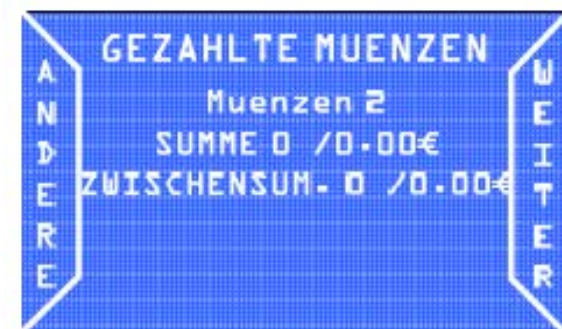 GEZAHLTE MUENZEN
Muenzen 2
SUMME 0 /0.00€
ZWISCHENSUM. 0 /0.00€
ANDERE
WEITER